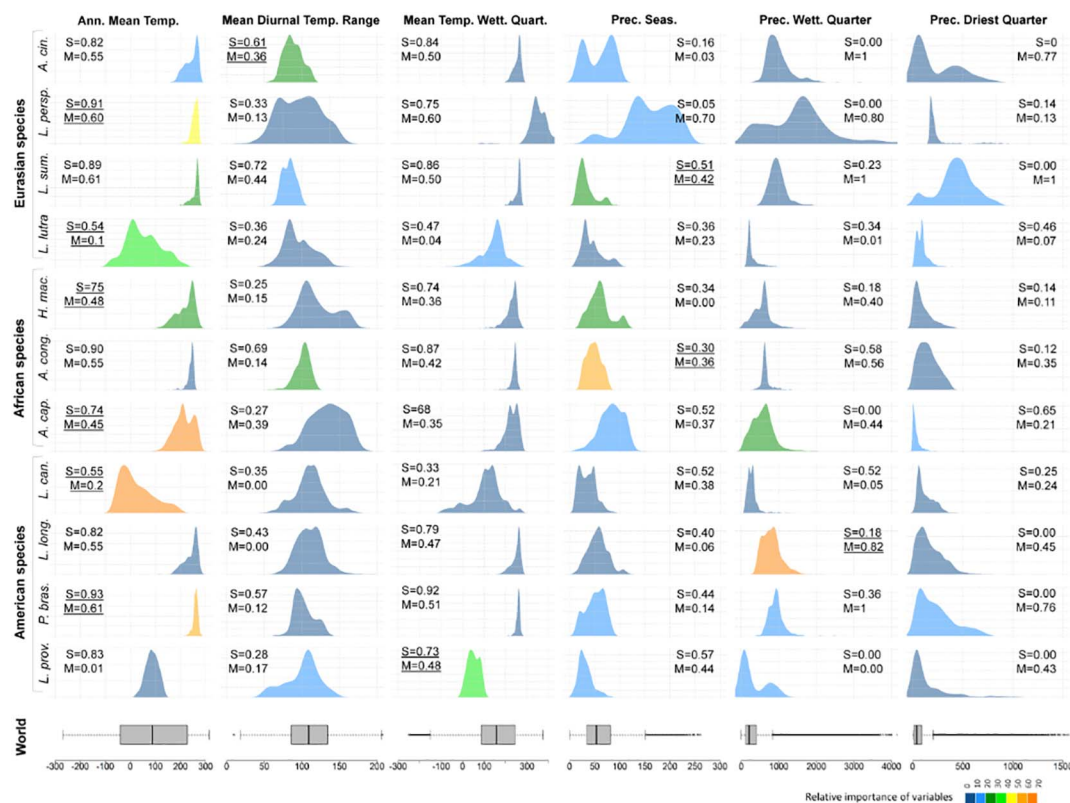 Ann. Mean Temp. Mean Diurnal Temp. Range Mean Temp. Wett. Quart. Prec. Seas. Prec. Wett. Quarter Prec. Driest Quarter
Eurasian species
A. cin.
S=0.82 S=0.61 S=0.84 S=0.16 S=0.00 S=0
M=0.55 M=0.36 M=0.50 M=0.03 M=1 M=0.77
L. persp.
S=0.91 S=0.33 S=0.75 S=0.05 S=0.00 S=0.14
M=0.60 M=0.13 M=0.60 M=0.70 M=0.80 M=0.13
L. sum.
S=0.89 S=0.72 S=0.86 S=0.51 S=0.23 S=0.00
M=0.61 M=0.44 M=0.50 M=0.42 M=1 M=1
L. lutra
S=0.54 S=0.36 S=0.47 S=0.36 S=0.34 S=0.46
M=0.1 M=0.24 M=0.04 M=0.23 M=0.01 M=0.07
African species
H. mac.
S=75 S=0.25 S=0.74 S=0.34 S=0.18 S=0.14
M=0.48 M=0.15 M=0.36 M=0.00 M=0.40 M=0.11
A. cong.
S=0.90 S=0.69 S=0.87 S=0.30 S=0.58 S=0.12
M=0.55 M=0.14 M=0.42 M=0.36 M=0.56 M=0.35
A. cap.
S=0.74 S=0.27 S=68 S=0.52 S=0.00 S=0.65
M=0.45 M=0.39 M=0.35 M=0.37 M=0.44 M=0.21
American species
L. can.
S=0.55 S=0.35 S=0.33 S=0.52 S=0.52 S=0.25
M=0.2 M=0.00 M=0.21 M=0.38 M=0.05 M=0.24
L. long.
S=0.82 S=0.43 S=0.79 S=0.40 S=0.18 S=0.00
M=0.55 M=0.00 M=0.47 M=0.06 M=0.82 M=0.45
P. bras.
S=0.93 S=0.57 S=0.92 S=0.44 S=0.36 S=0.00
M=0.61 M=0.12 M=0.51 M=0.14 M=1 M=0.76
L. prov.
S=0.83 S=0.28 S=0.73 S=0.57 S=0.00 S=0.00
M=0.01 M=0.17 M=0.48 M=0.44 M=0.00 M=0.43
World
-300 -200 -100 0 100 200 300 0 50 100 150 200 -300 -200 -100 0 100 200 300 0 50 100 150 200 250 0 1000 2000 3000 4000 0 500 1000 1500
Relative importance of variables 0 10 20 30 40 50 60 70